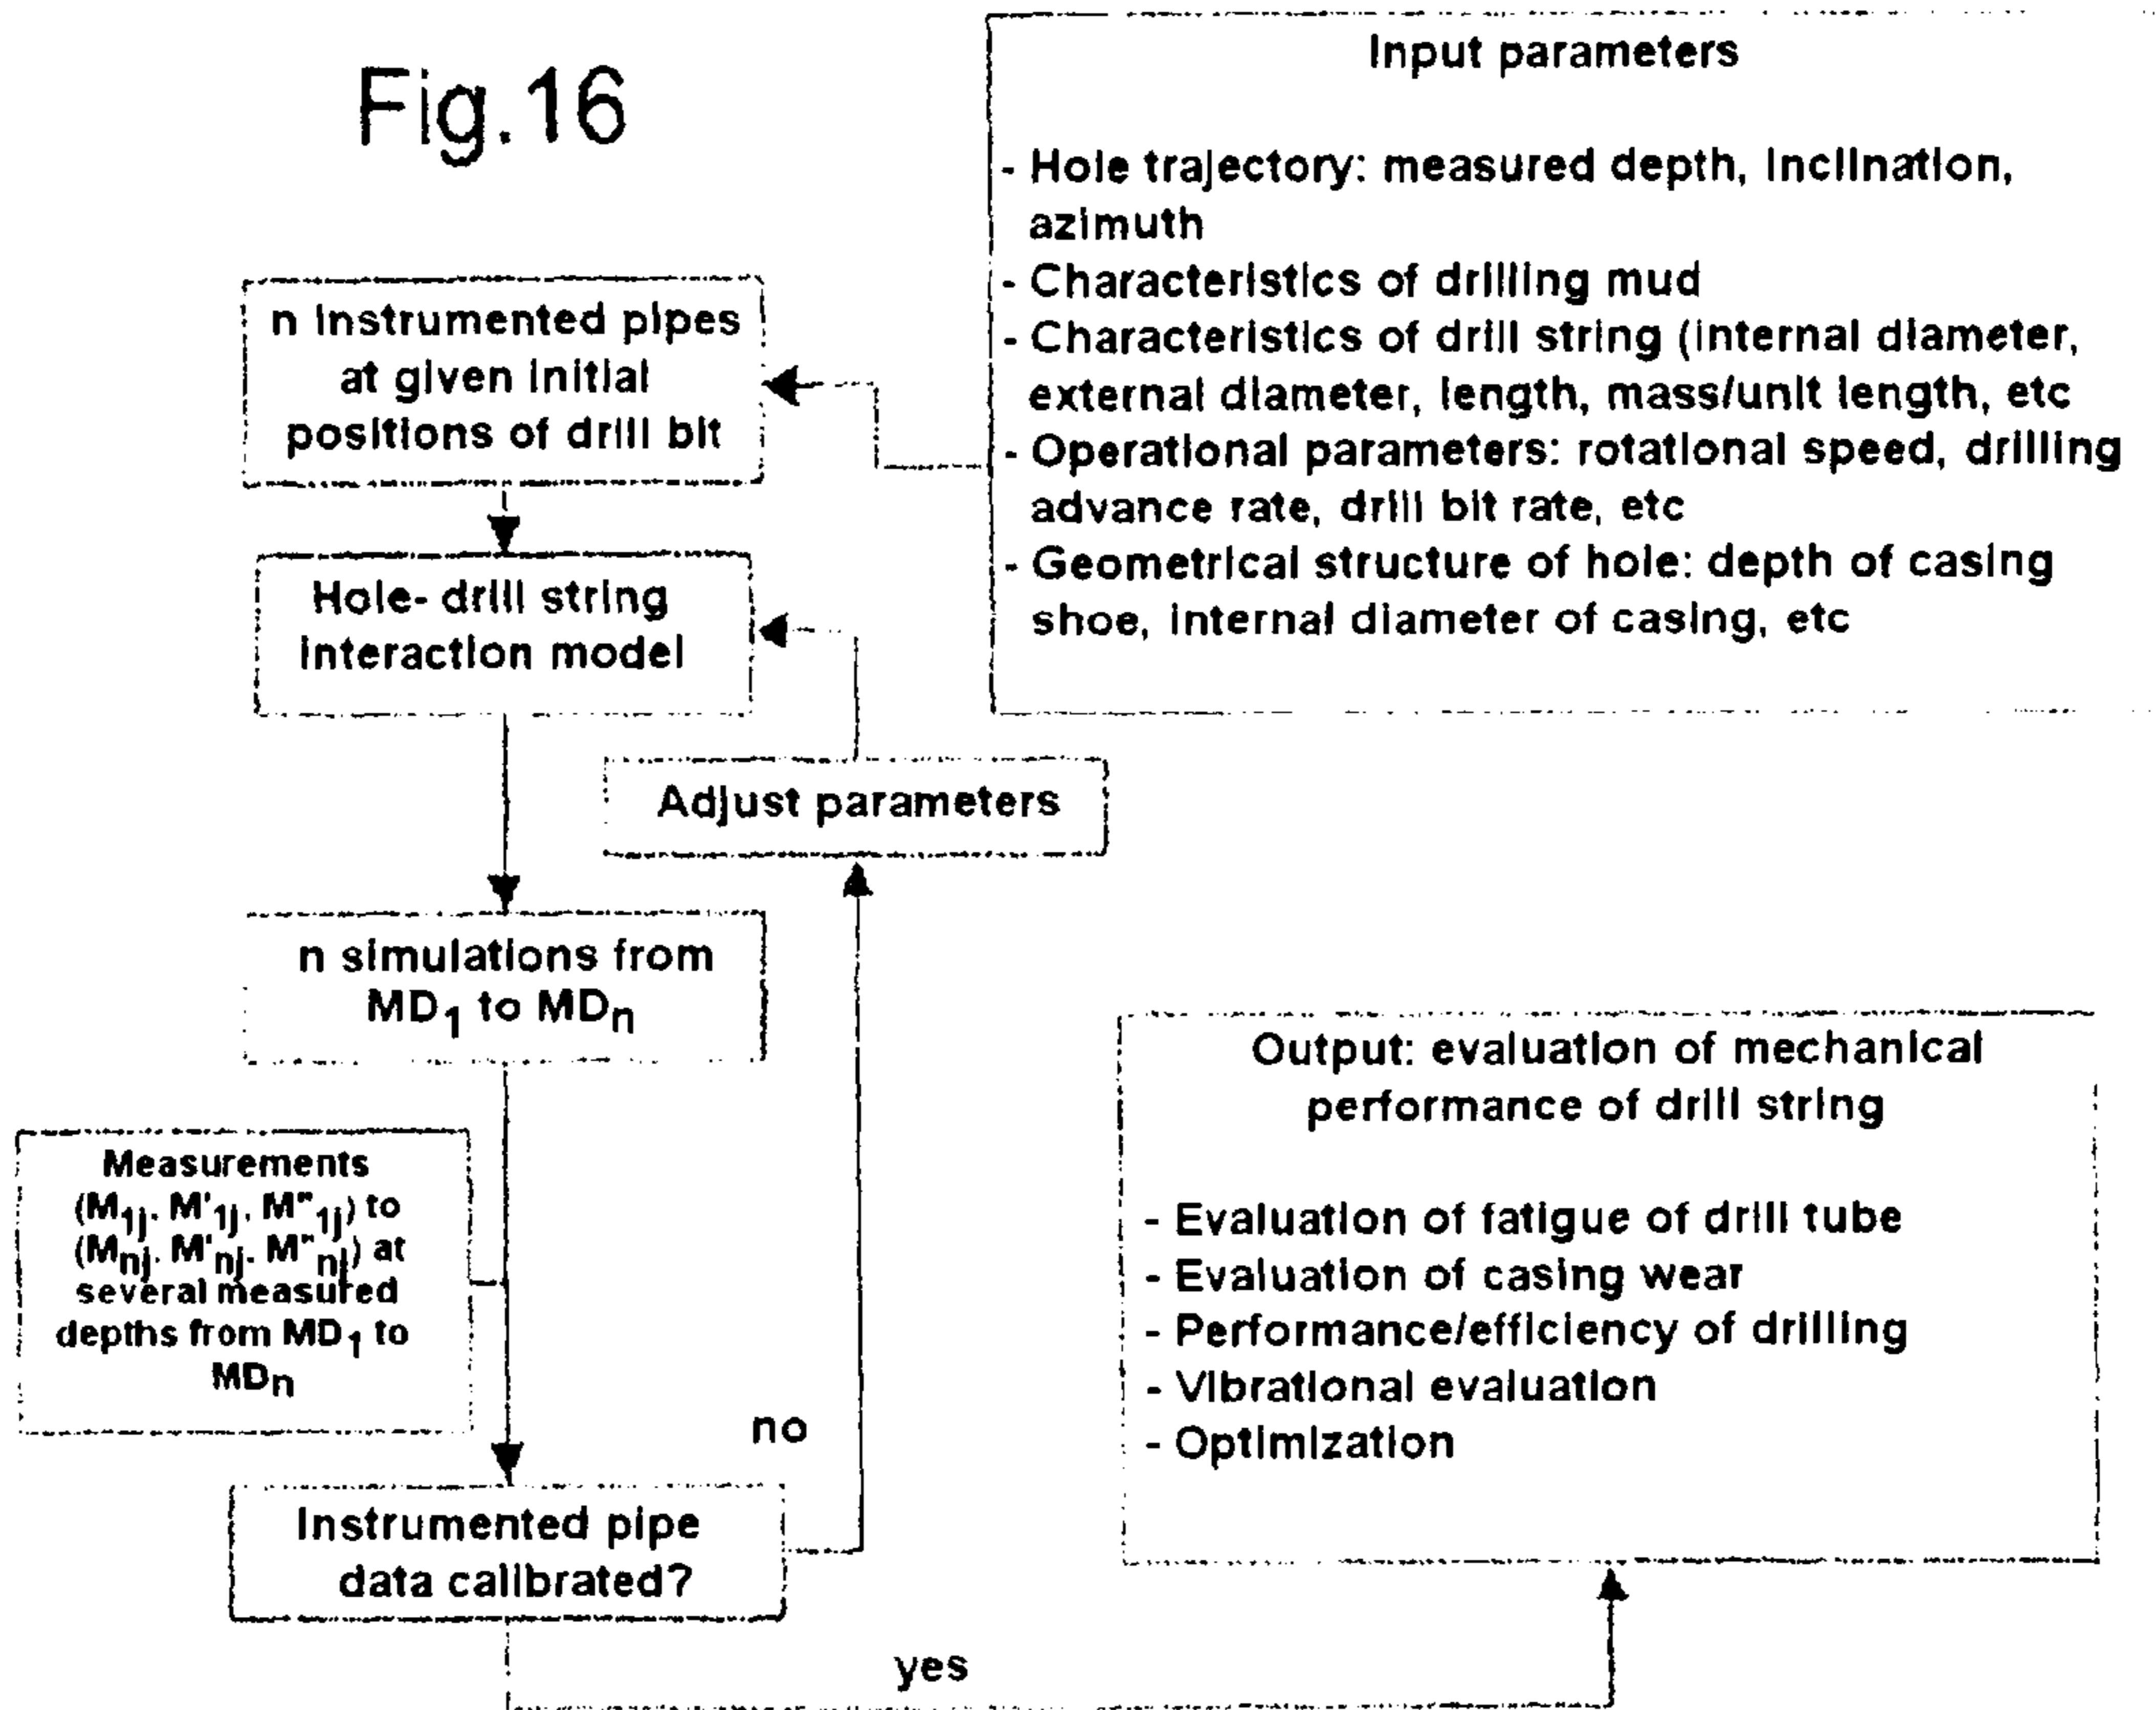 Fig.16
Input parameters
- Hole trajectory: measured depth, inclination,
azimuth
- Characteristics of drilling mud
- Characteristics of drill string (internal diameter,
external diameter, length, mass/unit length, etc
- Operational parameters: rotational speed, drilling
advance rate, drill bit rate, etc
- Geometrical structure of hole: depth of casing
shoe, internal diameter of casing, etc
n instrumented pipes
at given initial
positions of drill bit
Hole- drill string
interaction model
Adjust parameters
n simulations from
MD1 to MDn
Measurements
(M1j, M'1j, M"1j) to
(Mnj, M'nj, M"nj) at
several measured
depths from MD1 to
MDn
Instrumented pipe
data calibrated?
no
yes
Output: evaluation of mechanical
performance of drill string
- Evaluation of fatigue of drill tube
- Evaluation of casing wear
- Performance/efficiency of drilling
- Vibrational evaluation
- Optimization